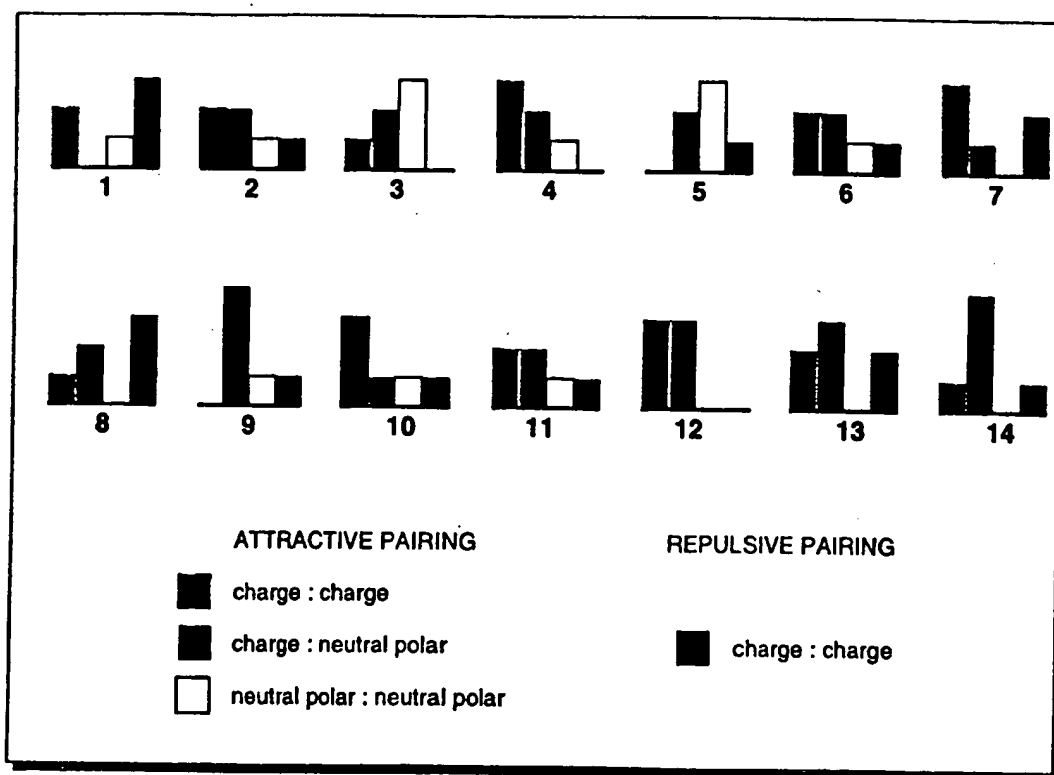 1 2 3 4 5 6 7
8 9 10 11 12 13 14
ATTRACTIVE PAIRING
charge : charge
charge : neutral polar
neutral polar : neutral polar
REPULSIVE PAIRING
charge : charge